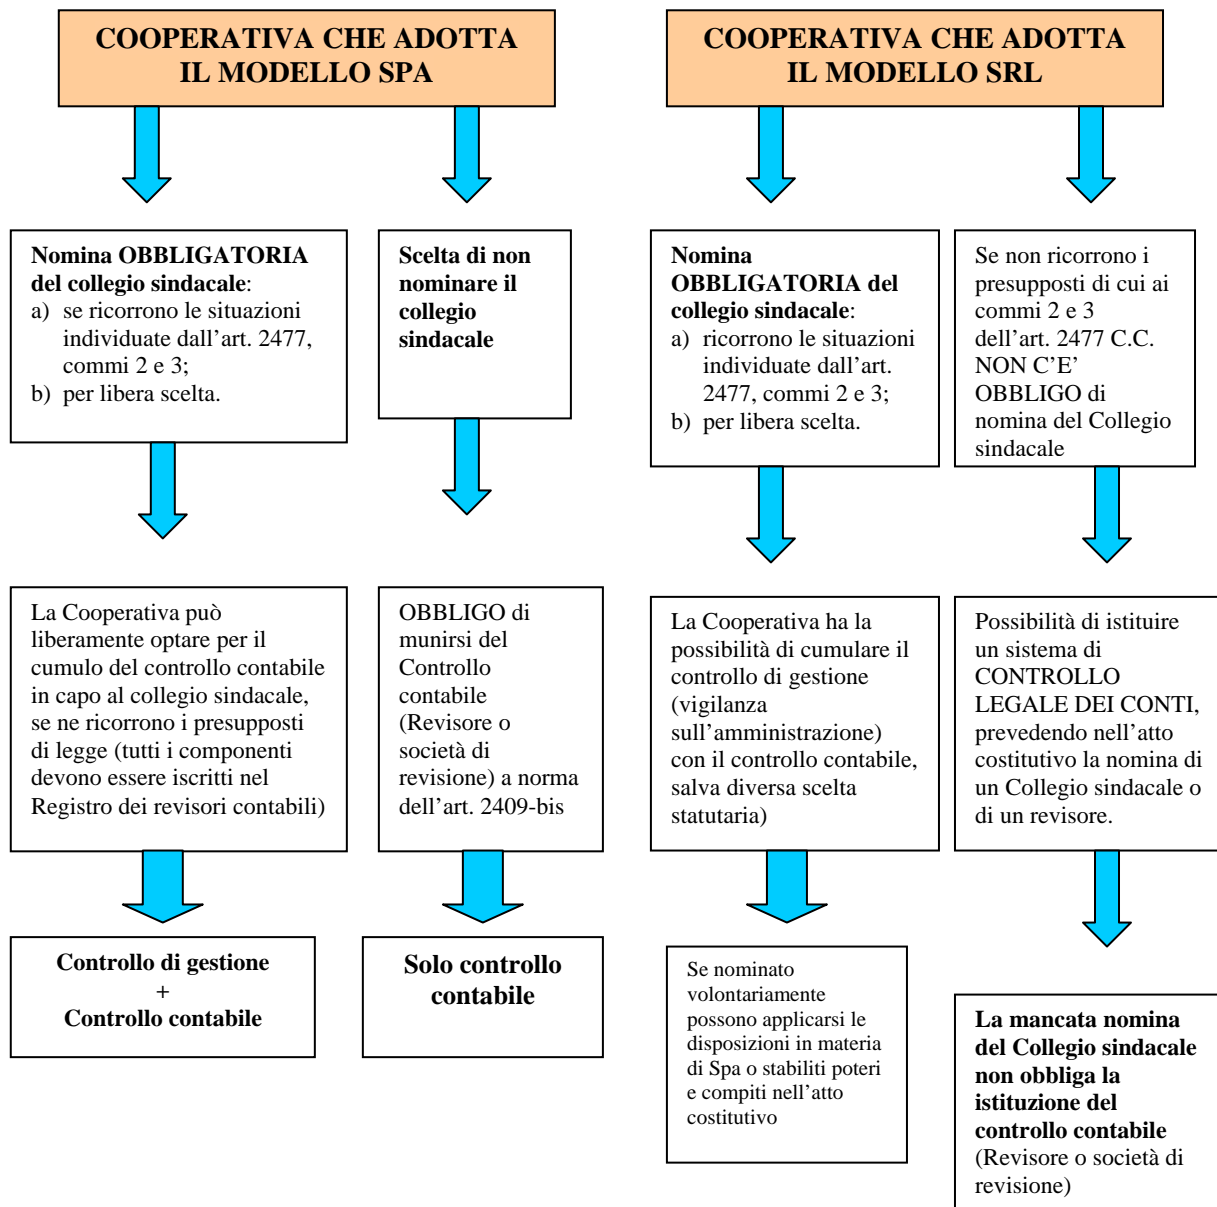 COOPERATIVA CHE ADOTTA
IL MODELLO SPA
COOPERATIVA CHE ADOTTA
IL MODELLO SRL
Nomina OBBLIGATORIA
del collegio sindacale:
a) se ricorrono le situazioni
individuate dall'art. 2477,
commi 2 e 3;
b) per libera scelta.
Scelta di non
nominare il
collegio
sindacale
Nomina
OBBLIGATORIA del
collegio sindacale:
a) ricorrono le situazioni
individuate dall'art.
2477, commi 2 e 3;
b) per libera scelta.
Se non ricorrono i
presupposti di cui ai
commi 2 e 3
dell'art. 2477 C.C.
NON C'E'
OBBLIGO di
nomina del Collegio
sindacale
La Cooperativa può
liberamente optare per il
cumulo del controllo contabile
in capo al collegio sindacale,
se ne ricorrono i presupposti
di legge (tutti i componenti
devono essere iscritti nel
Registro dei revisori contabili)
OBBLIGO di
munirsi del
Controllo
contabile
(Revisore o
società di
revisione) a norma
dell'art. 2409-bis
La Cooperativa ha la
possibilità di cumulare il
controllo di gestione
(vigilanza
sull'amministrazione)
con il controllo contabile,
salva diversa scelta
statutaria)
Possibilità di istituire
un sistema di
CONTROLLO
LEGALE DEI CONTI,
prevedendo nell'atto
costitutivo la nomina di
un Collegio sindacale o
di un revisore.
Controllo di gestione
+
Controllo contabile
Solo controllo
contabile
Se nominato
volontariamente
possono applicarsi le
disposizioni in materia
di Spa o stabiliti poteri
e compiti nell'atto
costitutivo
La mancata nomina
del Collegio sindacale
non obbliga la
istituzione del
controllo contabile
(Revisore o società di
revisione)